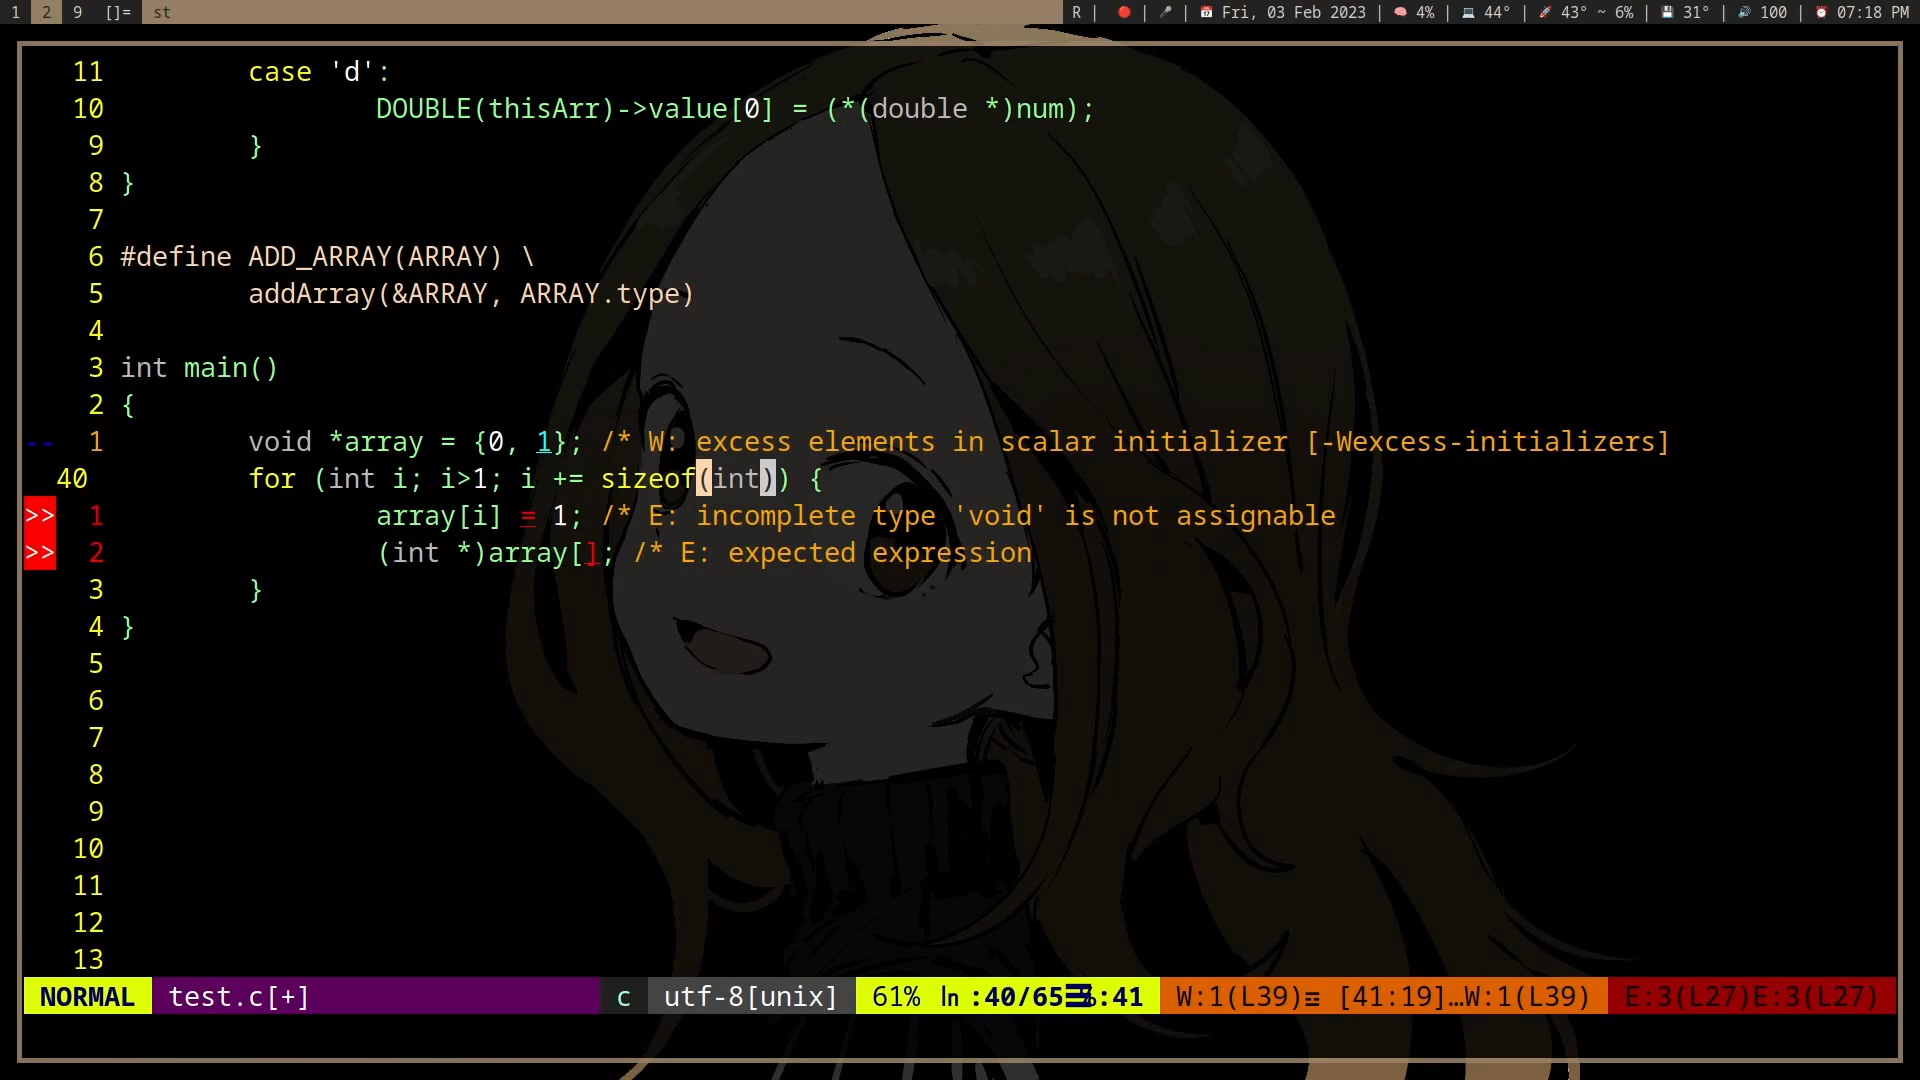 1 2 9 []= st R | | | Fri, 03 Feb 2023 | 4% | 44° | 43° ~ 6% | 31° | 100 | 07:18 PM
11 case 'd':
10 DOUBLE(thisArr)->value[0] = (*(double *)num);
9 }
8 }
7
6 #define ADD_ARRAY(ARRAY) \
5 addArray(&ARRAY, ARRAY.type)
4
3 int main()
2 {
-- 1 void *array = {0, 1}; /* W: excess elements in scalar initializer [-Wexcess-initializers]
40 for (int i; i>1; i += sizeof(int)) {
>> 1 array[i] = 1; /* E: incomplete type 'void' is not assignable
>> 2 (int *)array[]; /* E: expected expression
3 }
4 }
5
6
7
8
9
10
11
12
13
NORMAL test.c[+] c utf-8[unix] 61% ln :40/65☰:41 W:1(L39)☲ [41:19]…W:1(L39) E:3(L27)E:3(L27)